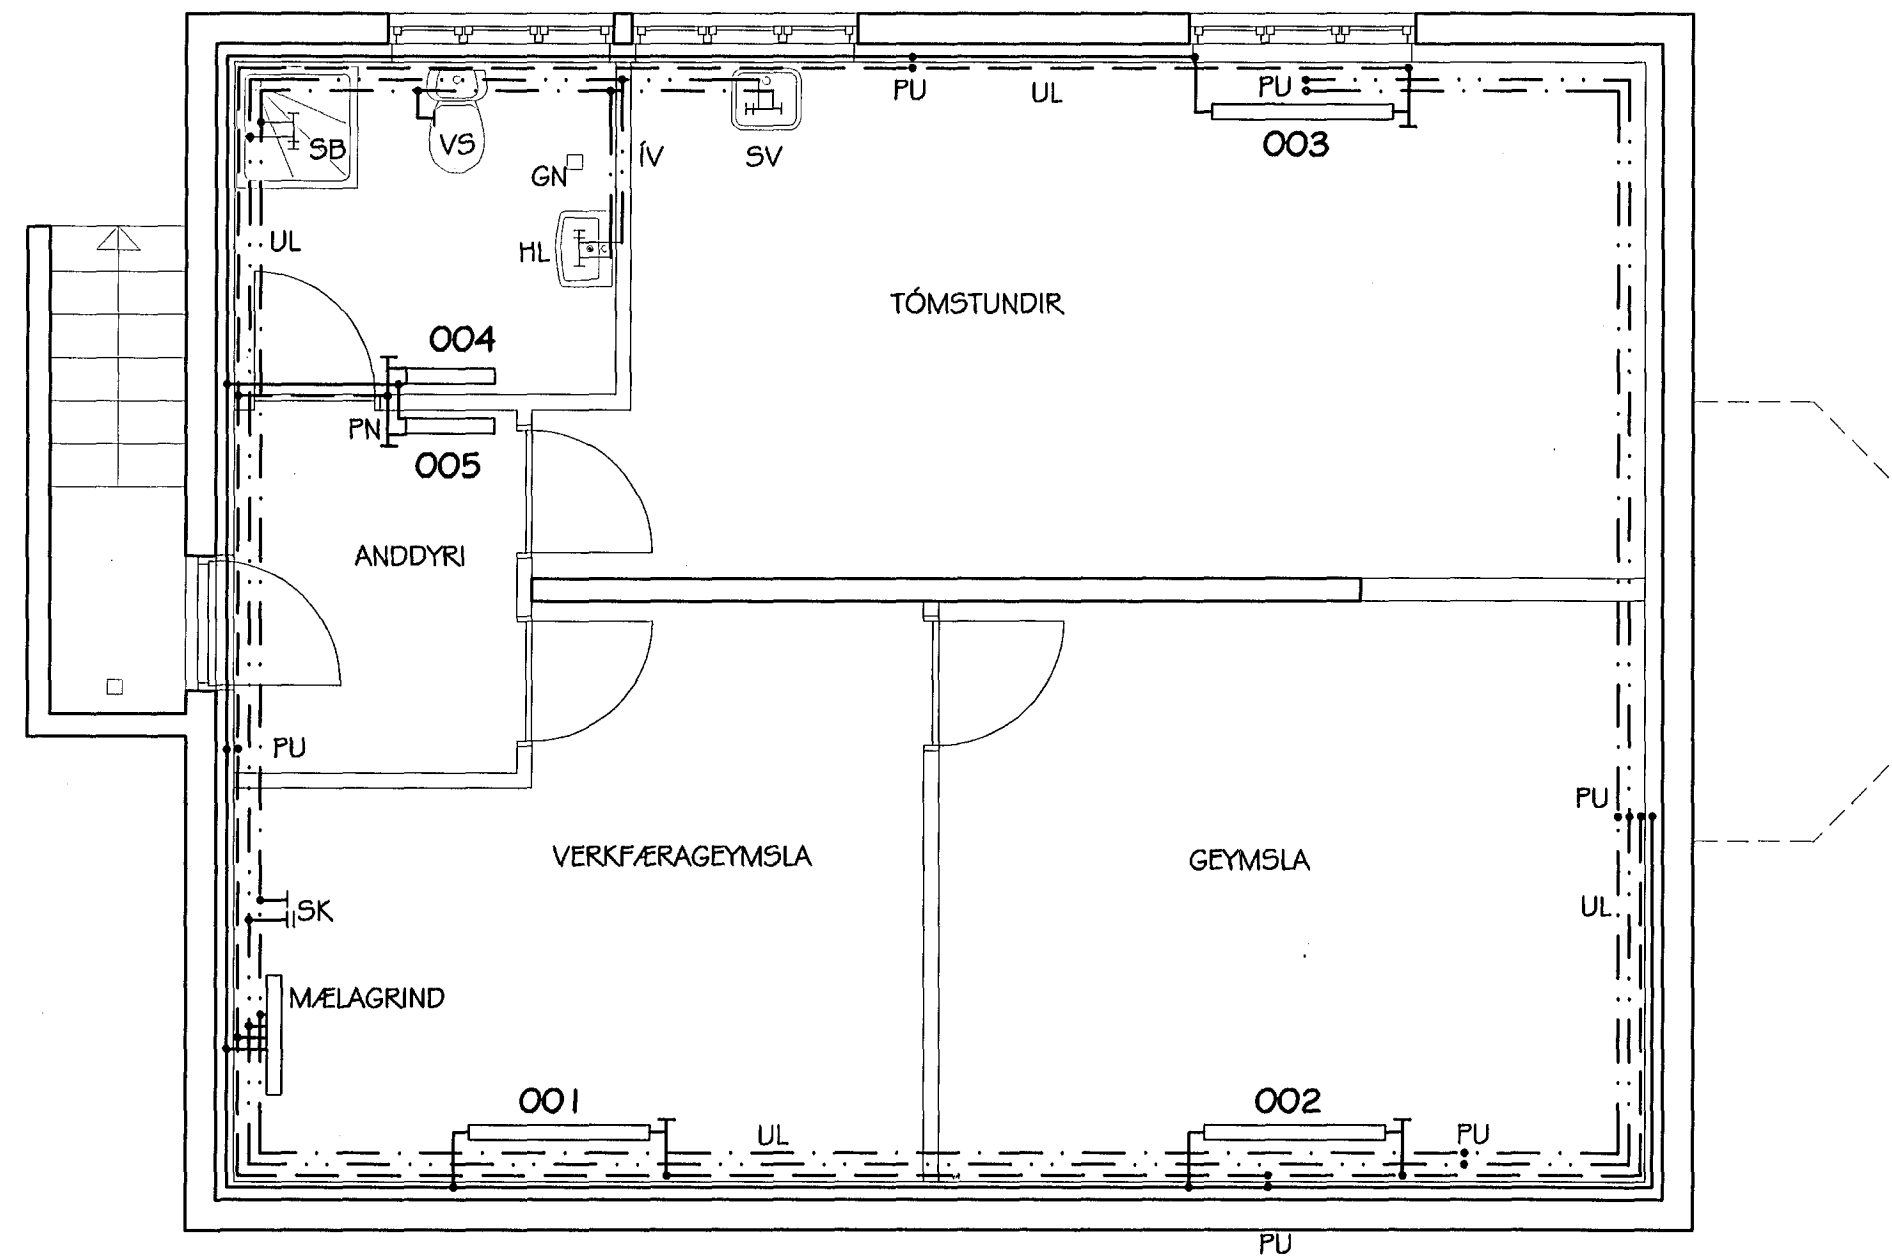 PU
UL
PU
003
SB
VS
GN
ÍV
SV
UL
HL
TÓMSTUNDIR
004
PN
005
ANDDYRI
PU
PU
VERKFÆRAGEYMSLA
GEYMSLA
SK
UL
MÆLAGRIND
001
002
UL
PU
PU